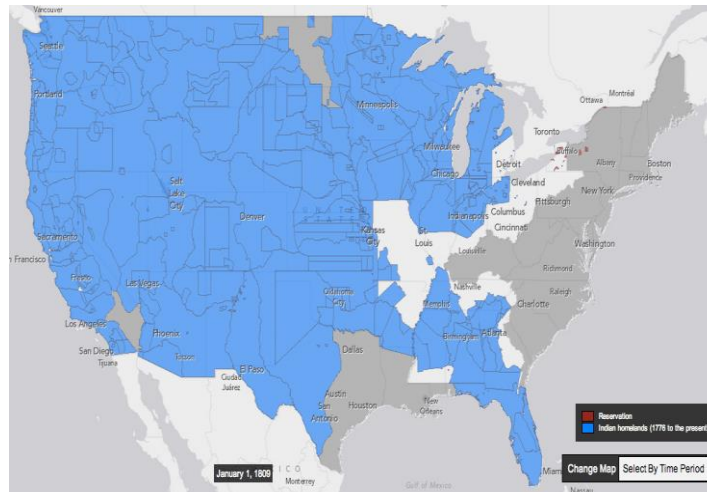 Vancouver
Seattle
Portland
Ottawa
Montréal
Minneapolis
Toronto
Buffalo
Milwaukee
Detroit
Albany
Boston
Chicago
Cleveland
Providence
New York
Salt
Lake
City
Pittsburgh
Denver
Indianapolis
Columbus
Cincinnati
Washington
Sacramento
Kansas
City
St.
Louis
Louisville
San Francisco
Richmond
Fresno
Las Vegas
Nashville
Raleigh
Oklahoma
City
Charlotte
Memphis
Los Angeles
Phoenix
Birmingham
Atlanta
San Diego
Tijuana
Tucson
Dallas
El Paso
Ciudad
Juárez
Austin
Houston
San
Antonio
New
Orleans
Reservation
Indian homelands (1776 to the present
January 1, 1809
I C O
Monterrey
Gulf of Mexico
Miam
Change Map Select By Time Period
Nassau